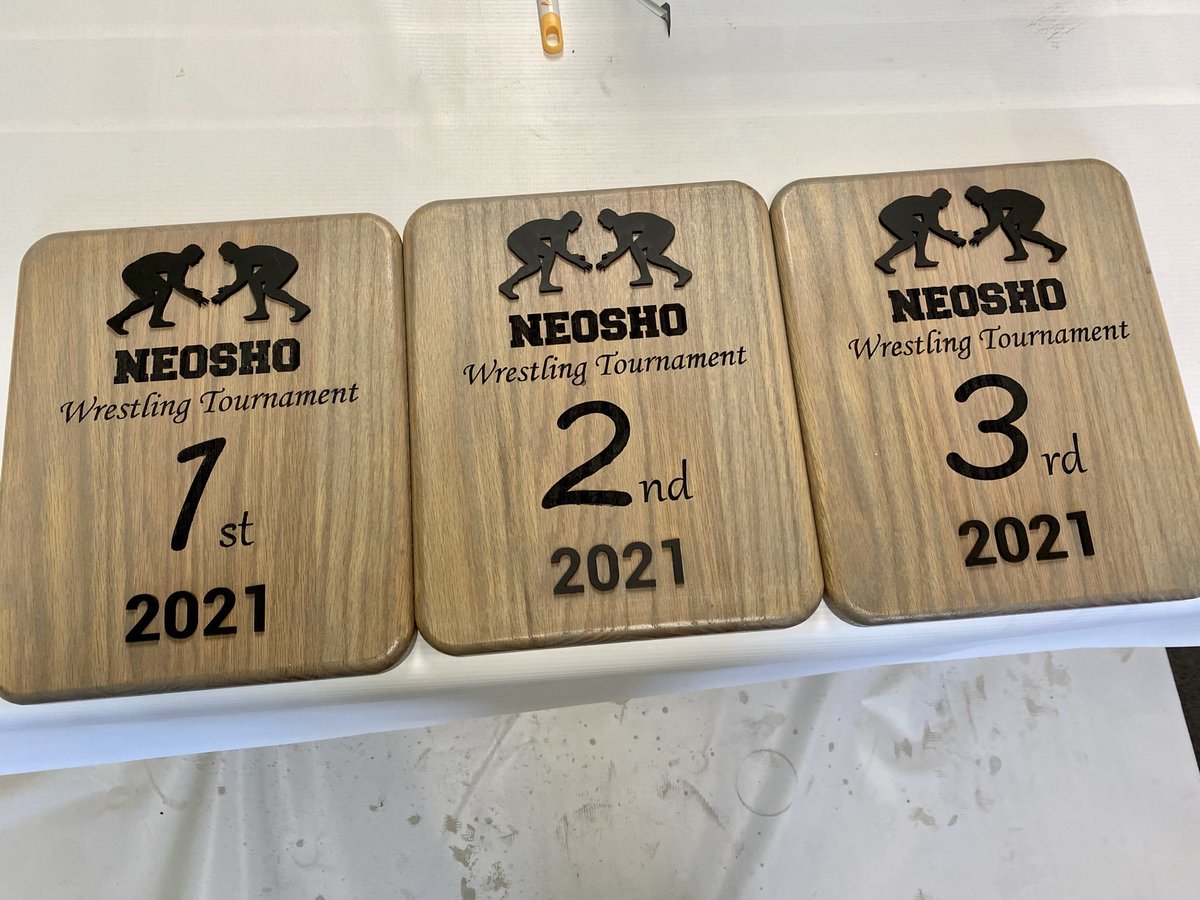 NEOSHO
Wrestling Tournament
1st
2021
NEOSHO
Wrestling Tournament
2nd
2021
NEOSHO
Wrestling Tournament
3rd
2021